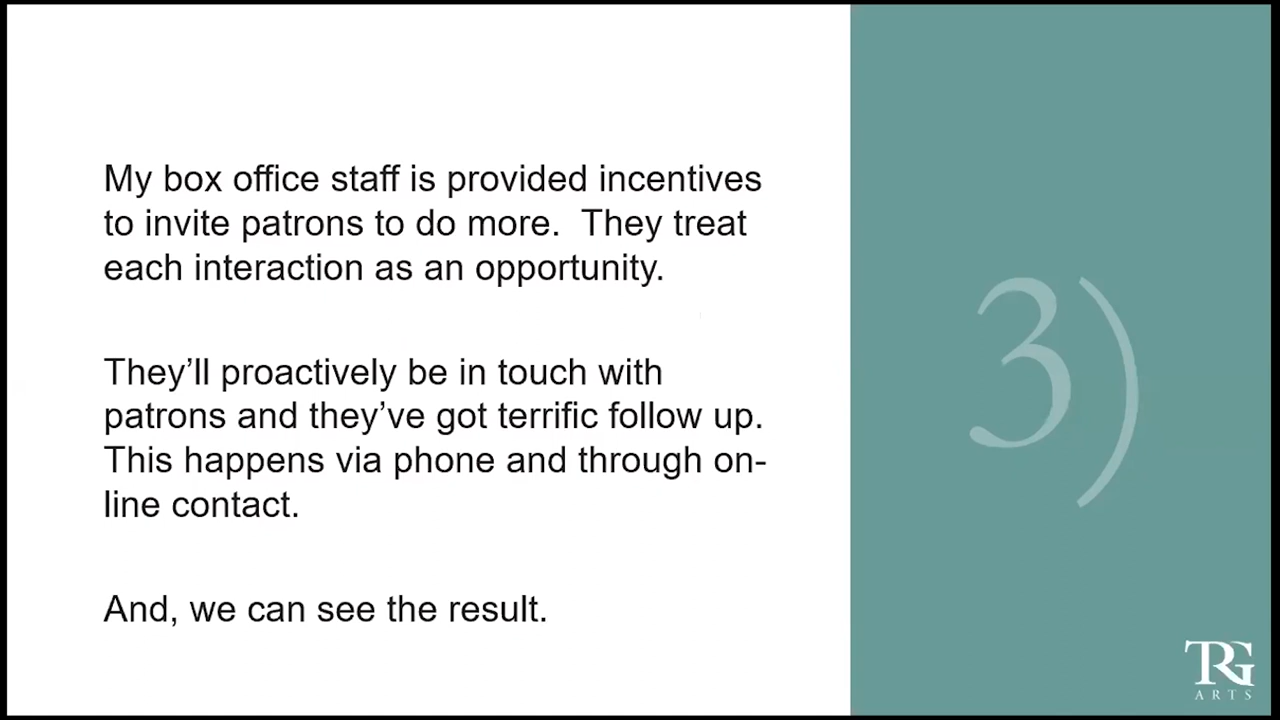 My box office staff is provided incentives
to invite patrons to do more.  They treat
each interaction as an opportunity.
They’ll proactively be in touch with
patrons and they’ve got terrific follow up.
This happens via phone and through on-
line contact.
And, we can see the result.
3)
TRG
ARTS